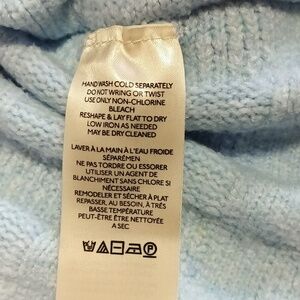 HAND WASH COLD SEPARATELY
DO NOT WRING OR TWIST
USE ONLY NON-CHLORINE
BLEACH
RESHAPE & LAY FLAT TO DRY
LOW IRON AS NEEDED
MAY BE DRY CLEANED
LAVER À LA MAIN À L'EAU FROIDE
SÉPARÉMEN
NE PAS TORDRE OU ESSORER
UTILISER UN AGENT DE
BLANCHIMENT SANS CHLORE SI
NÉCESSAIRE
REMODELER ET SÉCHER À PLAT
REPASSER, AU BESOIN, À TRÈS
BASSE TEMPÉRATURE
PEUT-ÊTRE ÊTRE NETTOYÉE
A SEC